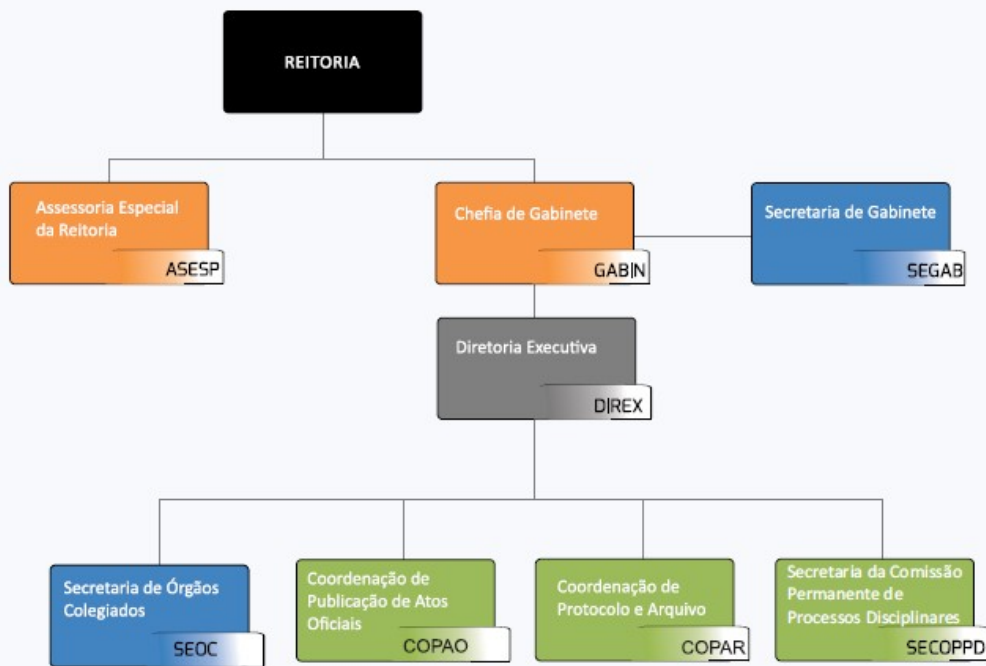 REITORIA
Assessoria Especial
da Reitoria
ASESP
Chefia de Gabinete
GABIN
Secretaria de Gabinete
SEGAB
Diretoria Executiva
DIREX
Secretaria de Órgãos
Colegiados
SEOC
Coordenação de
Publicação de Atos
Oficiais
COPAO
Coordenação de
Protocolo e Arquivo
COPAR
Secretaria da Comissão
Permanente de
Processos Disciplinares
SECOPPD